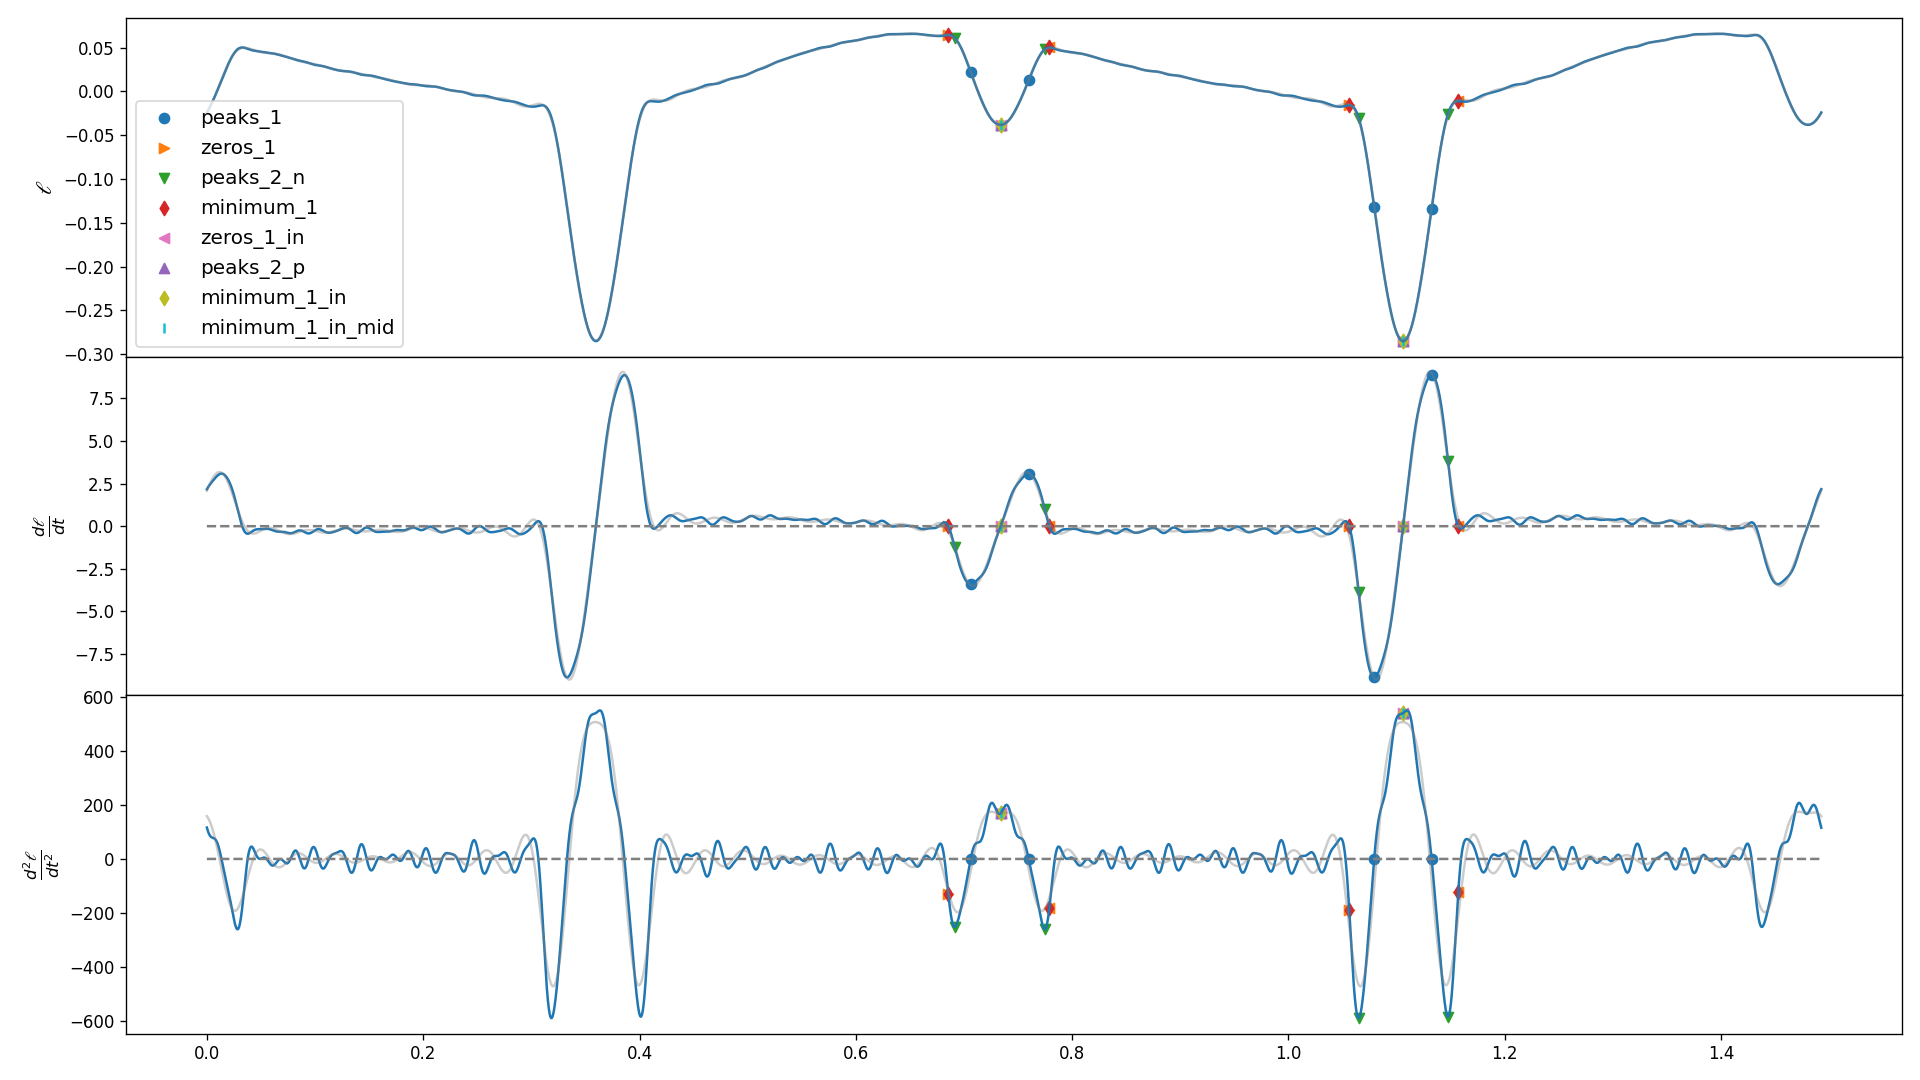 0.05
0.00
−0.05
−0.10
−0.15
−0.20
−0.25
−0.30
ℓ
peaks_1
zeros_1
peaks_2_n
minimum_1
zeros_1_in
peaks_2_p
minimum_1_in
minimum_1_in_mid
7.5
5.0
2.5
0.0
−2.5
−5.0
−7.5
dℓ
dt
600
400
200
0
−200
−400
−600
d²ℓ
dt²
0.0 0.2 0.4 0.6 0.8 1.0 1.2 1.4